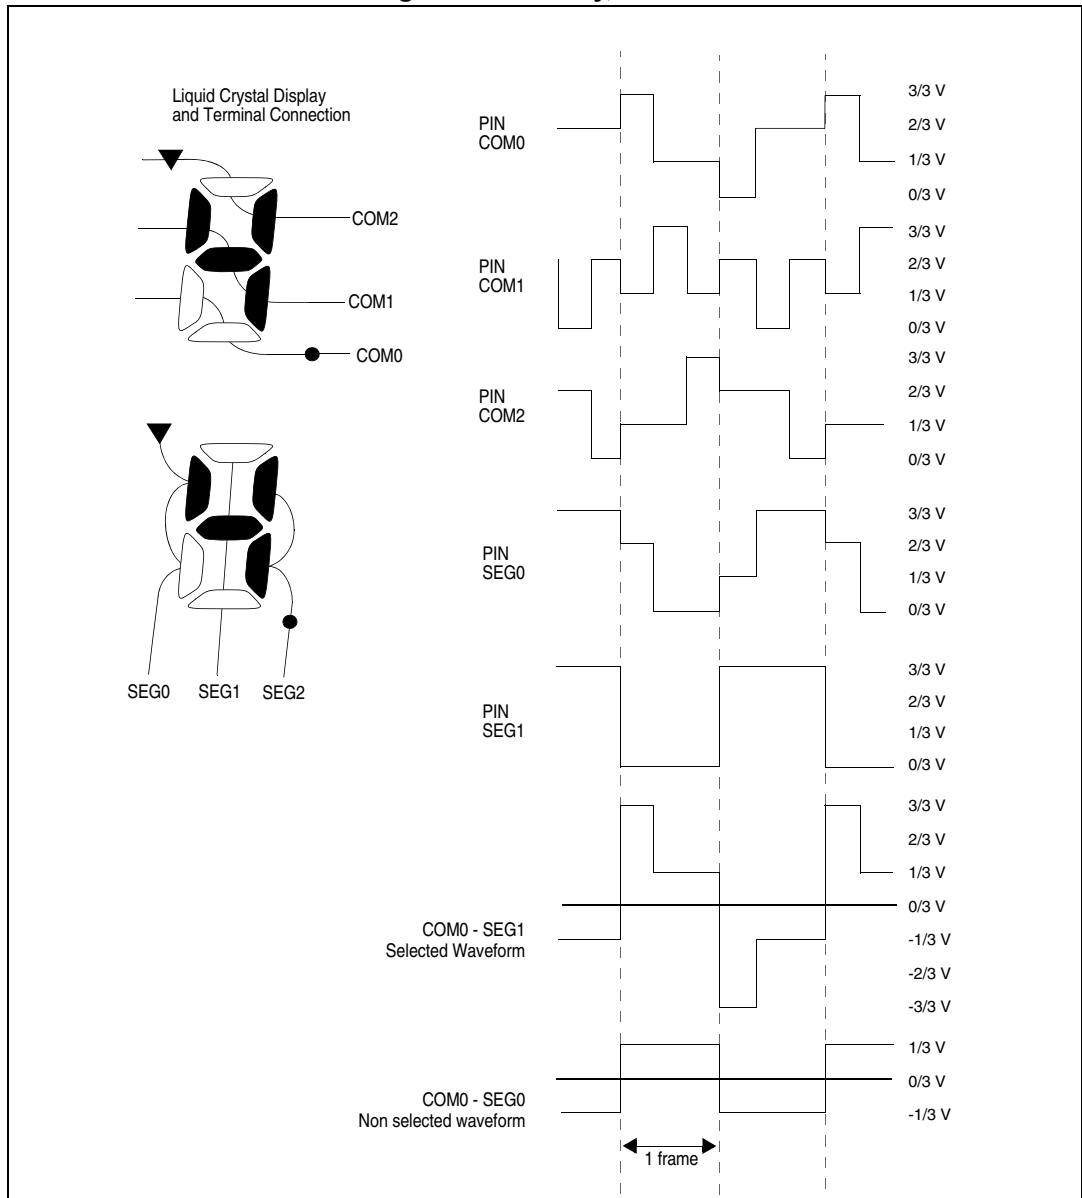 Liquid Crystal Display
and Terminal Connection
COM2
COM1
COM0
SEG0 SEG1 SEG2
PIN
COM0
3/3 V
2/3 V
1/3 V
0/3 V
PIN
COM1
3/3 V
2/3 V
1/3 V
0/3 V
PIN
COM2
3/3 V
2/3 V
1/3 V
0/3 V
PIN
SEG0
3/3 V
2/3 V
1/3 V
0/3 V
PIN
SEG1
3/3 V
2/3 V
1/3 V
0/3 V
COM0 - SEG1
Selected Waveform
3/3 V
2/3 V
1/3 V
0/3 V
-1/3 V
-2/3 V
-3/3 V
COM0 - SEG0
Non selected waveform
1/3 V
0/3 V
-1/3 V
1 frame